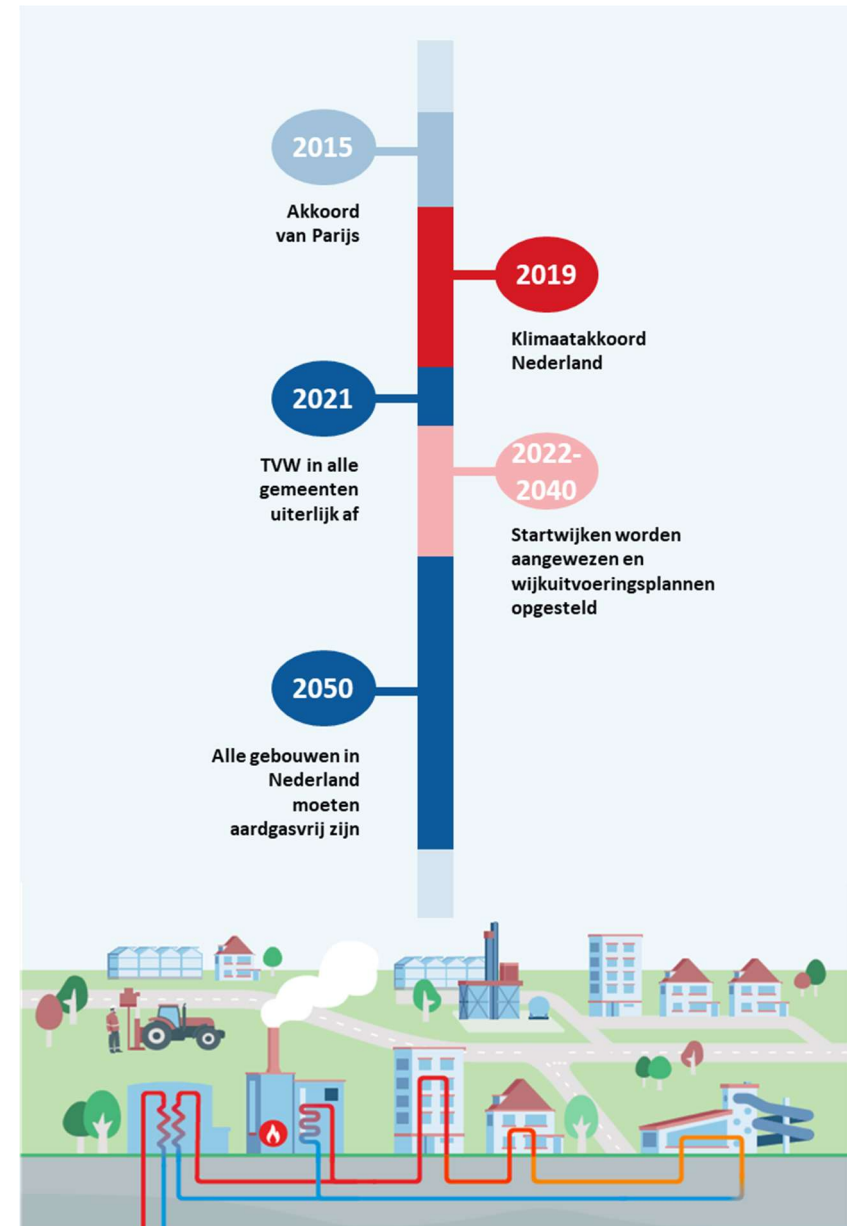 2015
Akkoord
van Parijs
2019
Klimaatakkoord
Nederland
2021
TVW in alle
gemeenten
uiterlijk af
2022-
2040
Startwijken worden
aangewezen en
wijkuitvoeringsplannen
opgesteld
2050
Alle gebouwen in
Nederland
moeten
aardgasvrij zijn